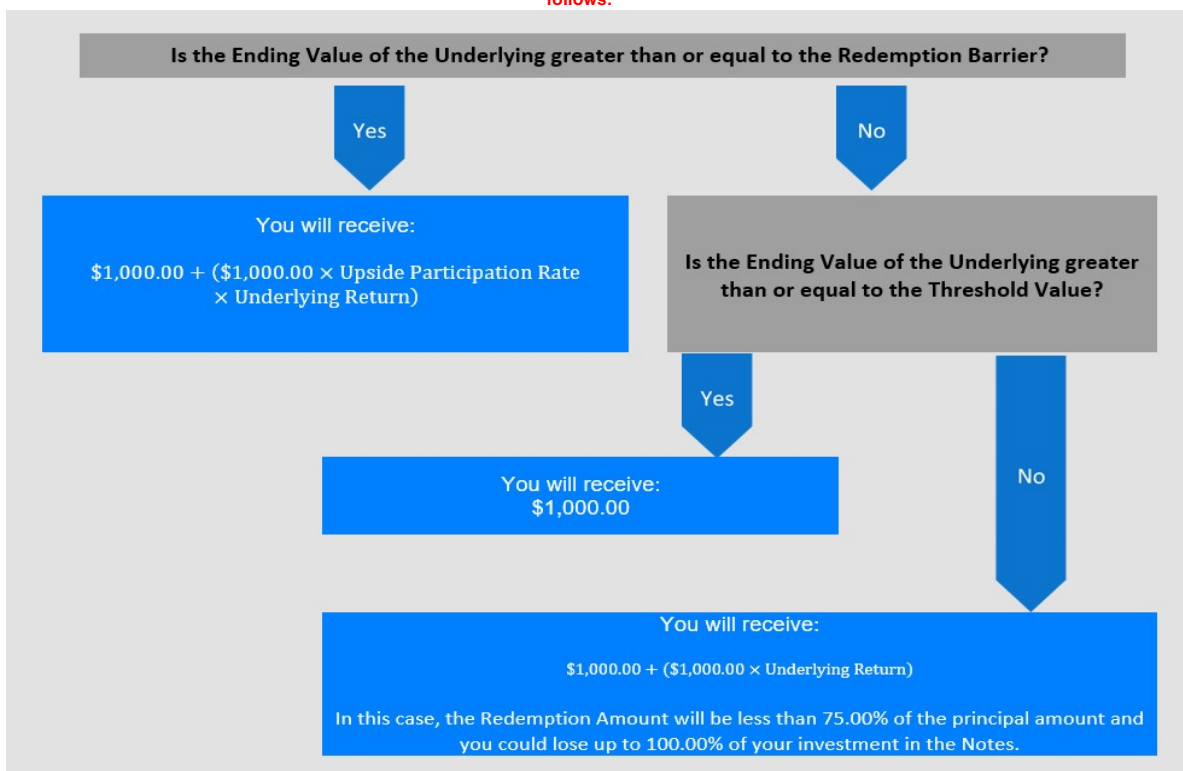 follows:
Is the Ending Value of the Underlying greater than or equal to the Redemption Barrier?
Yes
No
You will receive:
$1,000.00 + ($1,000.00 × Upside Participation Rate
× Underlying Return)
Is the Ending Value of the Underlying greater
than or equal to the Threshold Value?
Yes
No
You will receive:
$1,000.00
You will receive:
$1,000.00 + ($1,000.00 × Underlying Return)
In this case, the Redemption Amount will be less than 75.00% of the principal amount and
you could lose up to 100.00% of your investment in the Notes.